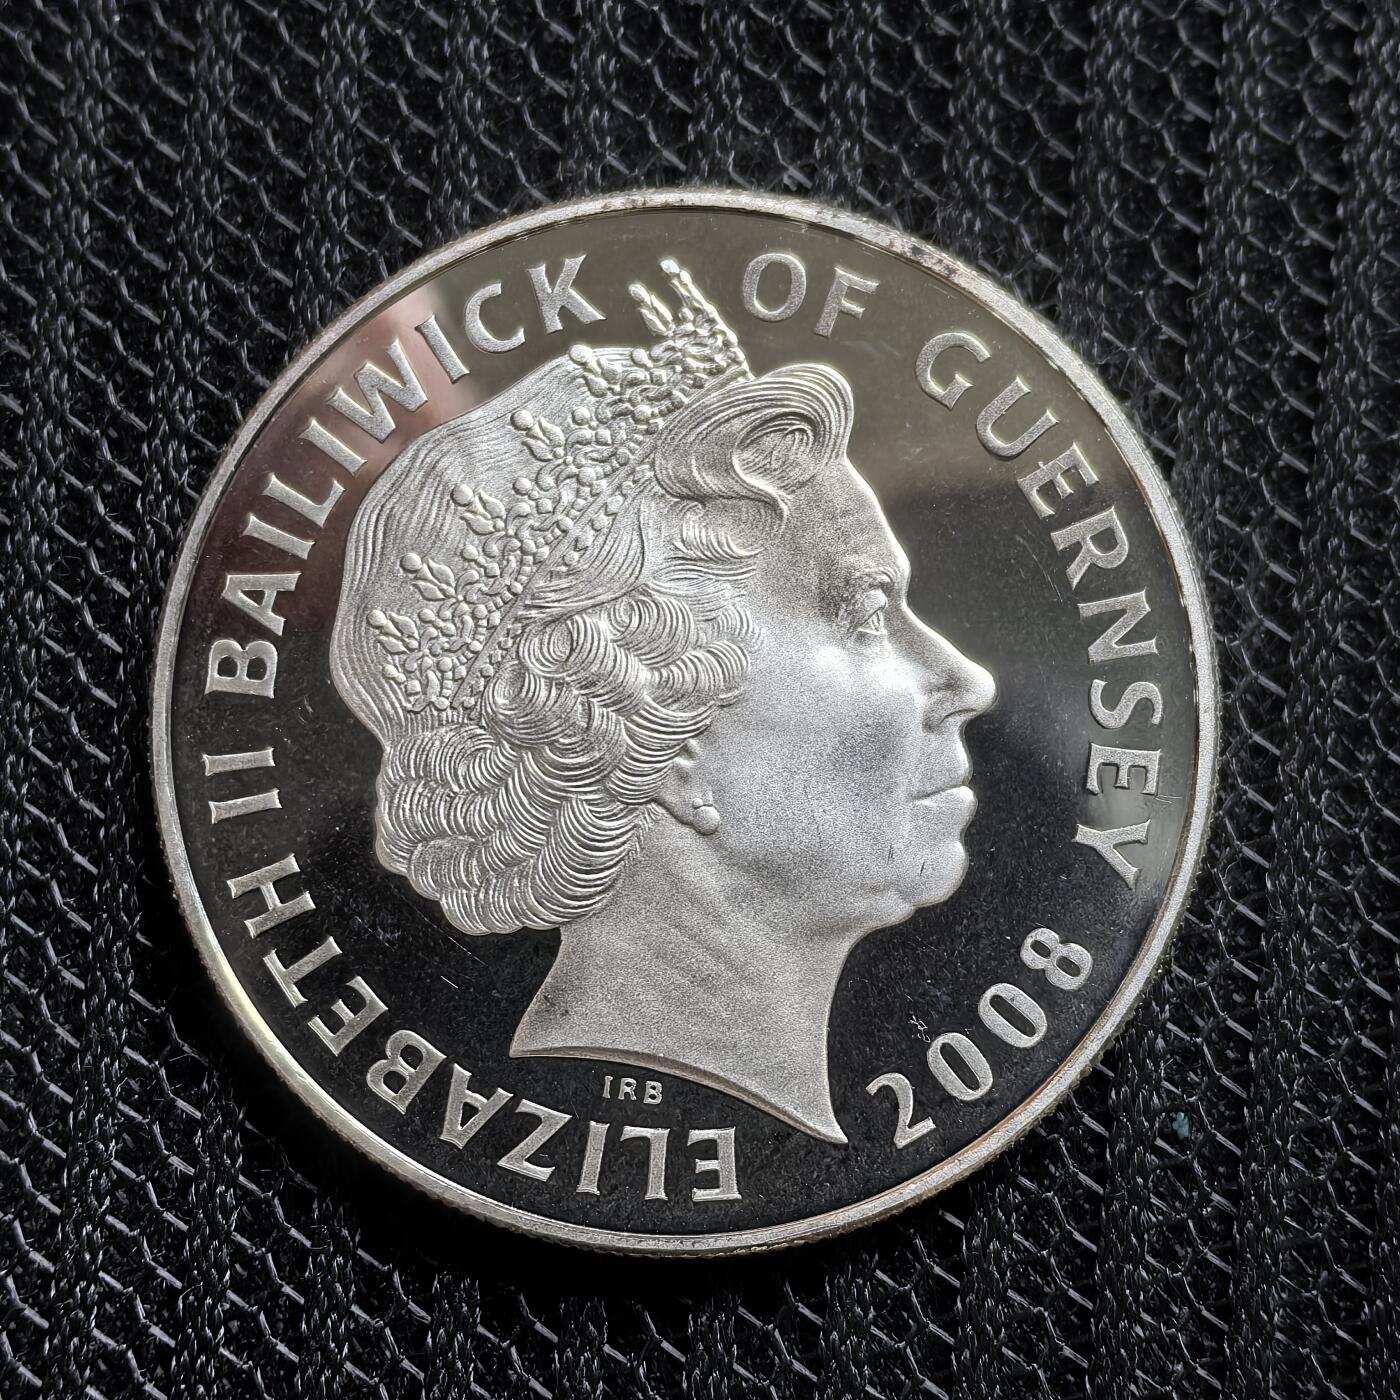 ELIZABETH II BAILIWICK OF GUERNSEY 2008
IRB